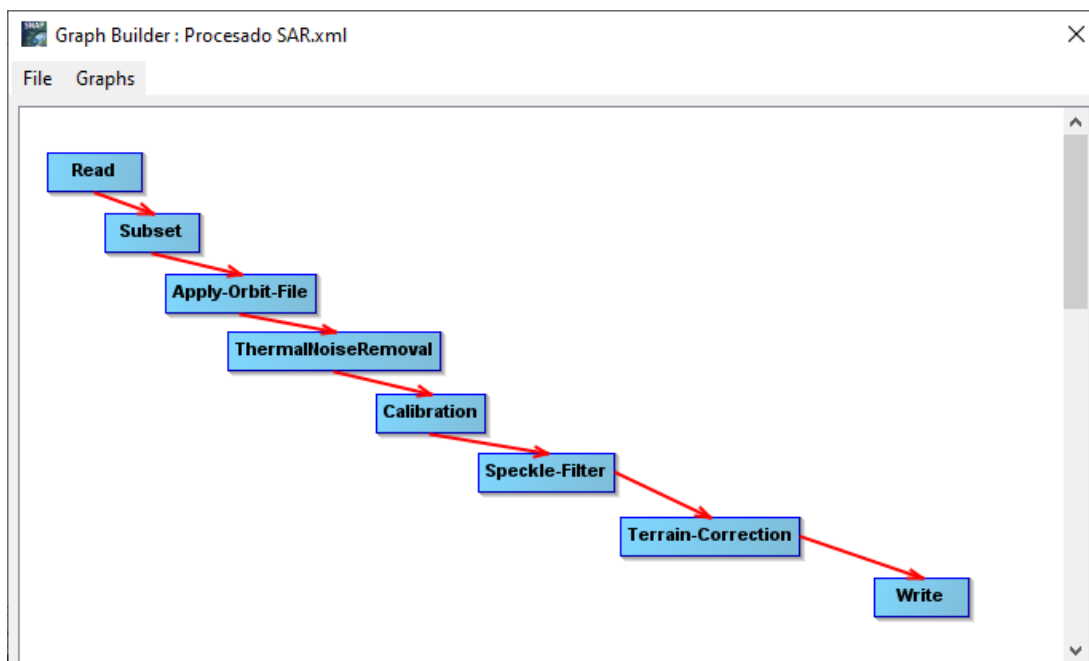 SNAP
Graph Builder : Procesado SAR.xml
File Graphs
Read
Subset
Apply-Orbit-File
ThermalNoiseRemoval
Calibration
Speckle-Filter
Terrain-Correction
Write